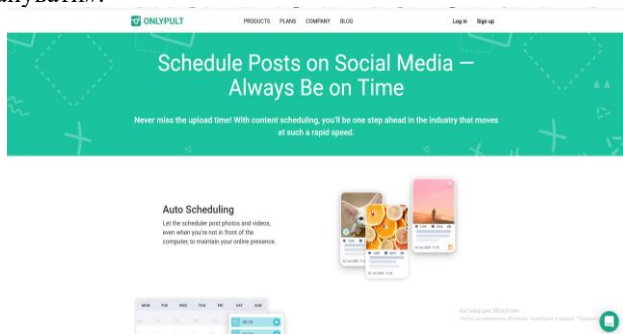 ONLYPULT
PRODUCTS PLANS COMPANY BLOG
Log in Sign up
Schedule Posts on Social Media —
Always Be on Time
Never miss the upload time! With content scheduling, you'll be one step ahead in the industry that moves
at such a rapid speed.
Auto Scheduling
Let the scheduler post photos and videos,
even when you're not in front of the
computer, to maintain your online presence.
MON TUE WED THU FRI SAT SUN
Активация Windows